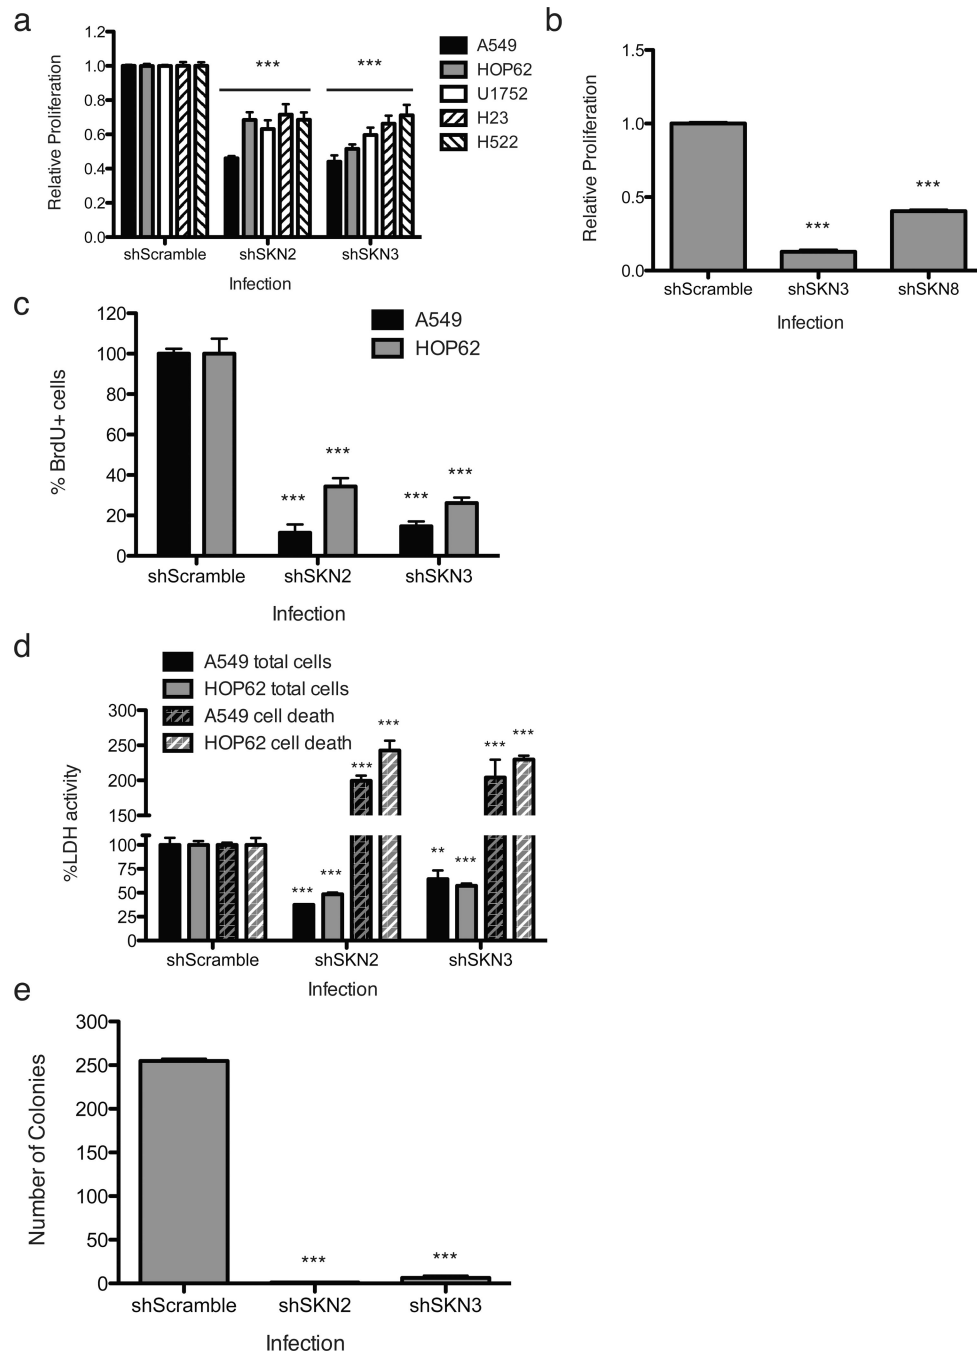 a
Relative Proliferation
1.2
1.0
0.8
0.6
0.4
0.2
0.0
***
***
shScramble
shSKN2
shSKN3
Infection
A549
HOP62
U1752
H23
H522
b
Relative Proliferation
1.5
1.0
0.5
0.0
***
***
shScramble
shSKN3
shSKN8
Infection
c
% BrdU+ cells
120
100
80
60
40
20
0
A549
HOP62
***
***
***
***
shScramble
shSKN2
shSKN3
Infection
d
A549 total cells
HOP62 total cells
A549 cell death
HOP62 cell death
%LDH activity
300
250
200
150
100
75
50
25
0
***
***
***
***
**
***
***
***
shScramble
shSKN2
shSKN3
Infection
e
Number of Colonies
300
250
200
150
100
50
0
***
***
shScramble
shSKN2
shSKN3
Infection